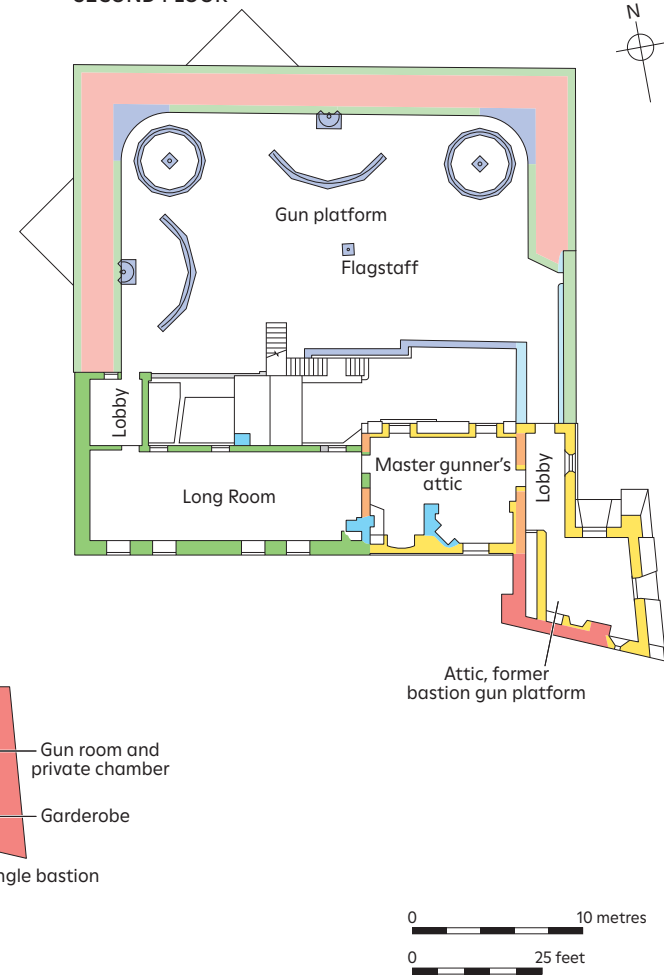 SECOND FLOOR
N
Gun platform
Flagstaff
Lobby
Long Room
Master gunner's
attic
Lobby
Attic, former
bastion gun platform
Gun room and
private chamber
Garderobe
ngle bastion
0 10 metres
0 25 feet